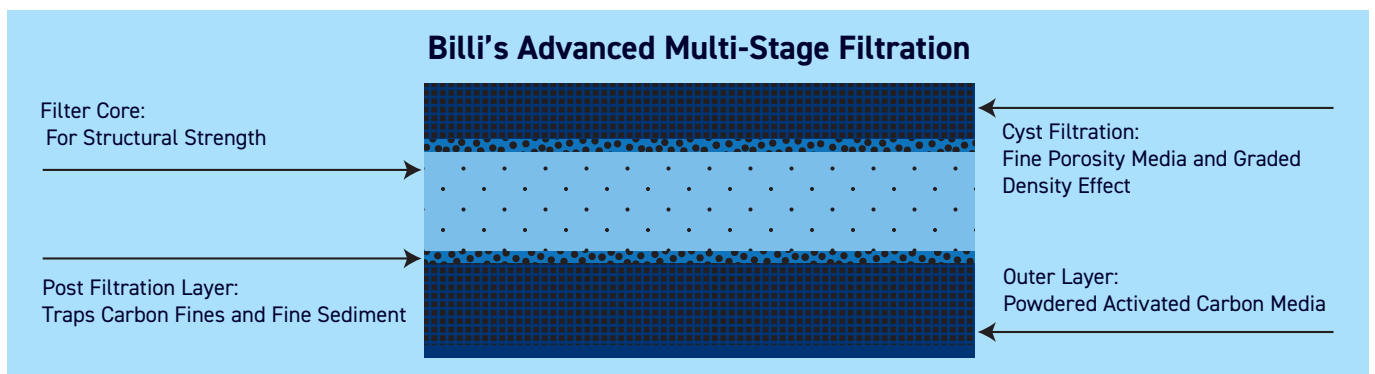 Billi's Advanced Multi-Stage Filtration
Filter Core:
For Structural Strength
Post Filtration Layer:
Traps Carbon Fines and Fine Sediment
Cyst Filtration:
Fine Porosity Media and Graded
Density Effect
Outer Layer:
Powdered Activated Carbon Media